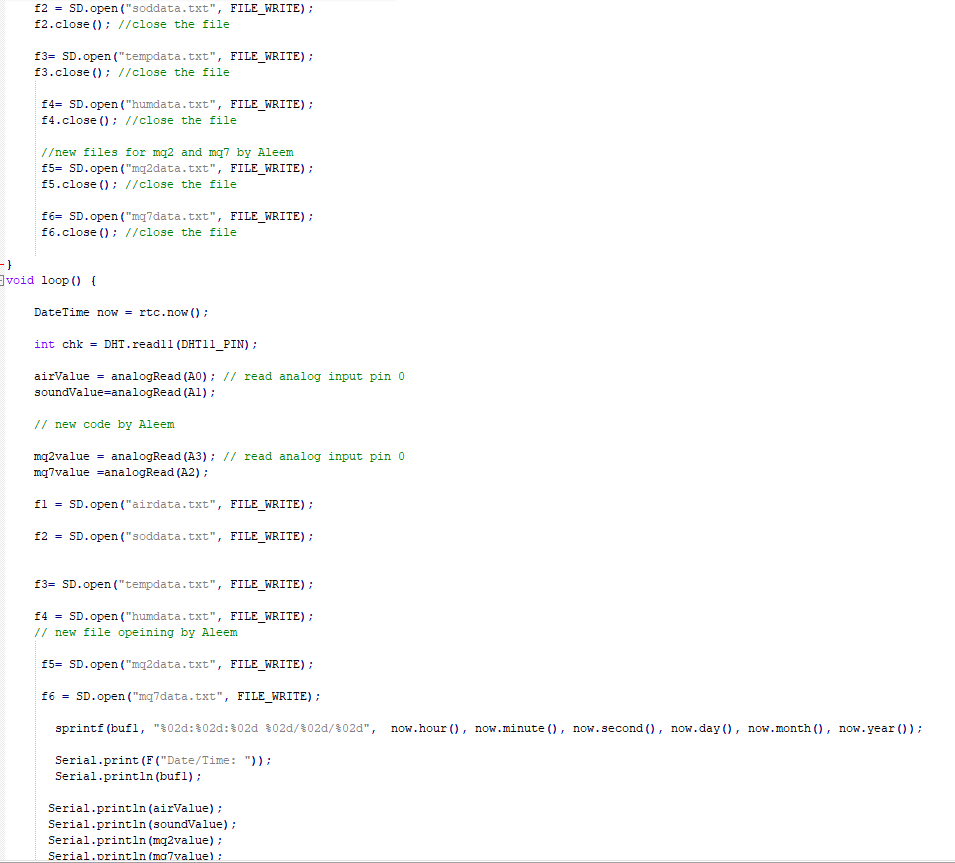 f2 = SD.open("soddata.txt", FILE_WRITE);
f2.close(); //close the file
f3= SD.open("tempdata.txt", FILE_WRITE);
f3.close(); //close the file
f4= SD.open("humdata.txt", FILE_WRITE);
f4.close(); //close the file
//new files for mq2 and mq7 by Aleem
f5= SD.open("mq2data.txt", FILE_WRITE);
f5.close(); //close the file
f6= SD.open("mq7data.txt", FILE_WRITE);
f6.close(); //close the file
}
void loop() {
DateTime now = rtc.now();
int chk = DHT.read11(DHT11_PIN);
airValue = analogRead(A0); // read analog input pin 0
soundValue=analogRead(A1);
// new code by Aleem
mq2value = analogRead(A3); // read analog input pin 0
mq7value =analogRead(A2);
f1 = SD.open("airdata.txt", FILE_WRITE);
f2 = SD.open("soddata.txt", FILE_WRITE);
f3= SD.open("tempdata.txt", FILE_WRITE);
f4 = SD.open("humdata.txt", FILE_WRITE);
// new file opeining by Aleem
f5= SD.open("mq2data.txt", FILE_WRITE);
f6 = SD.open("mq7data.txt", FILE_WRITE);
sprintf(buf1, "%02d:%02d:%02d %02d/%02d/%02d",  now.hour(), now.minute(), now.second(), now.day(), now.month(), now.year());
Serial.print(F("Date/Time: "));
Serial.println(buf1);
Serial.println(airValue);
Serial.println(soundValue);
Serial.println(mq2value);
Serial.println(mq7value);